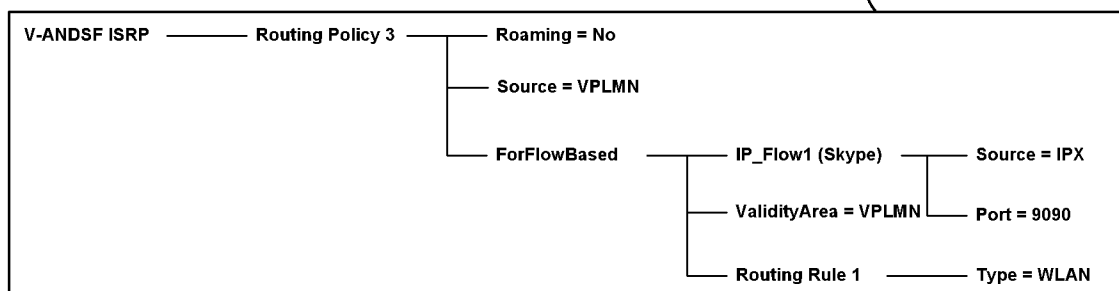 V-ANDSF ISRP Routing Policy 3 Roaming = No
Source = VPLMN
ForFlowBased IP_Flow1 (Skype) Source = IPX
ValidityArea = VPLMN Port = 9090
Routing Rule 1 Type = WLAN